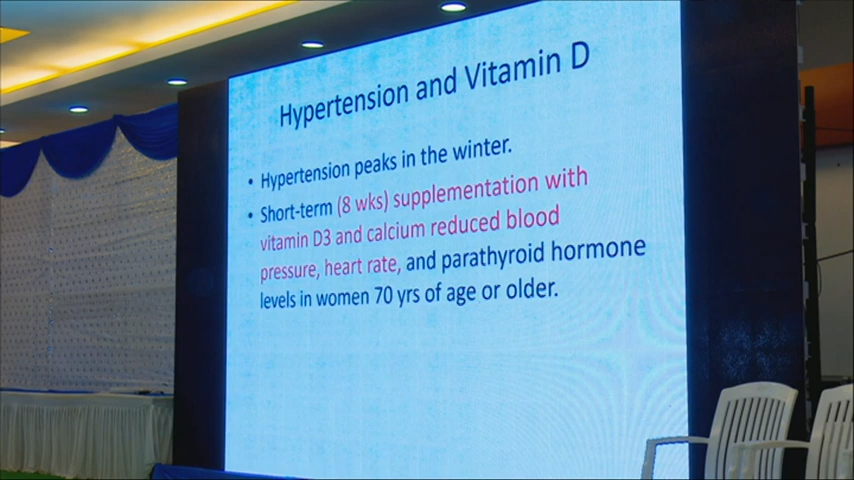 Hypertension and Vitamin D
• Hypertension peaks in the winter.
• Short-term (8 wks) supplementation with
vitamin D3 and calcium reduced blood
pressure, heart rate, and parathyroid hormone
levels in women 70 yrs of age or older.